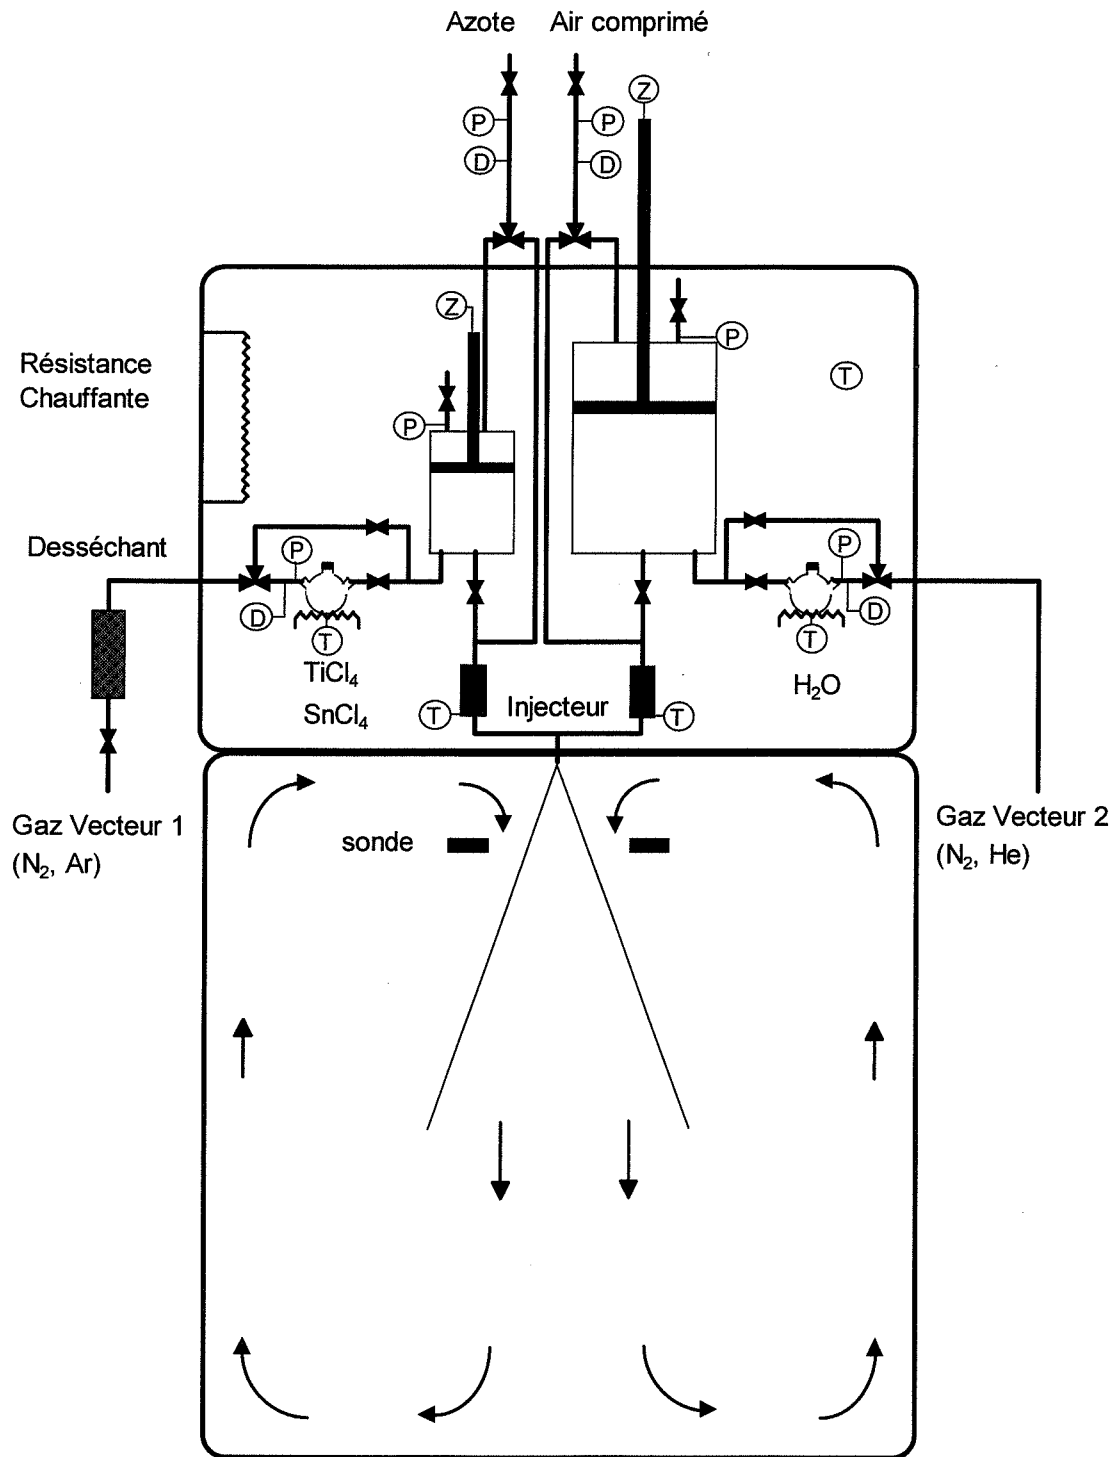 Azote Air comprimé
Z
P P
D D
Z
P
Résistance
Chauffante
T
P
Desséchant
P P
D D
T T
TiCl₄
SnCl₄
H₂O
T Injecteur T
Gaz Vecteur 1
(N₂, Ar)
sonde
Gaz Vecteur 2
(N₂, He)